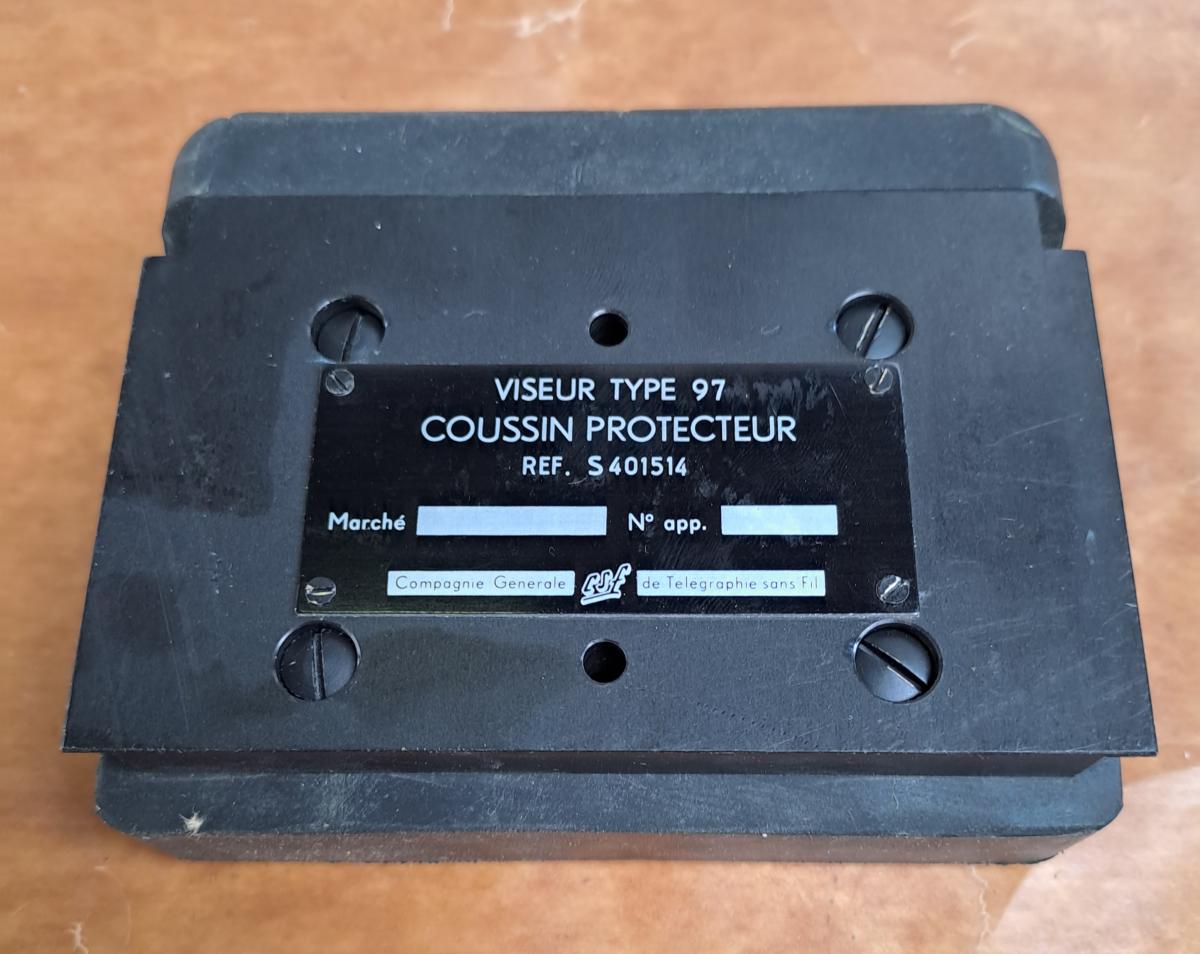 VISEUR TYPE 97
COUSSIN PROTECTEUR
REF. S401514
Marché N° app.
Compagnie Generale CSF de Telegraphie sans Fil